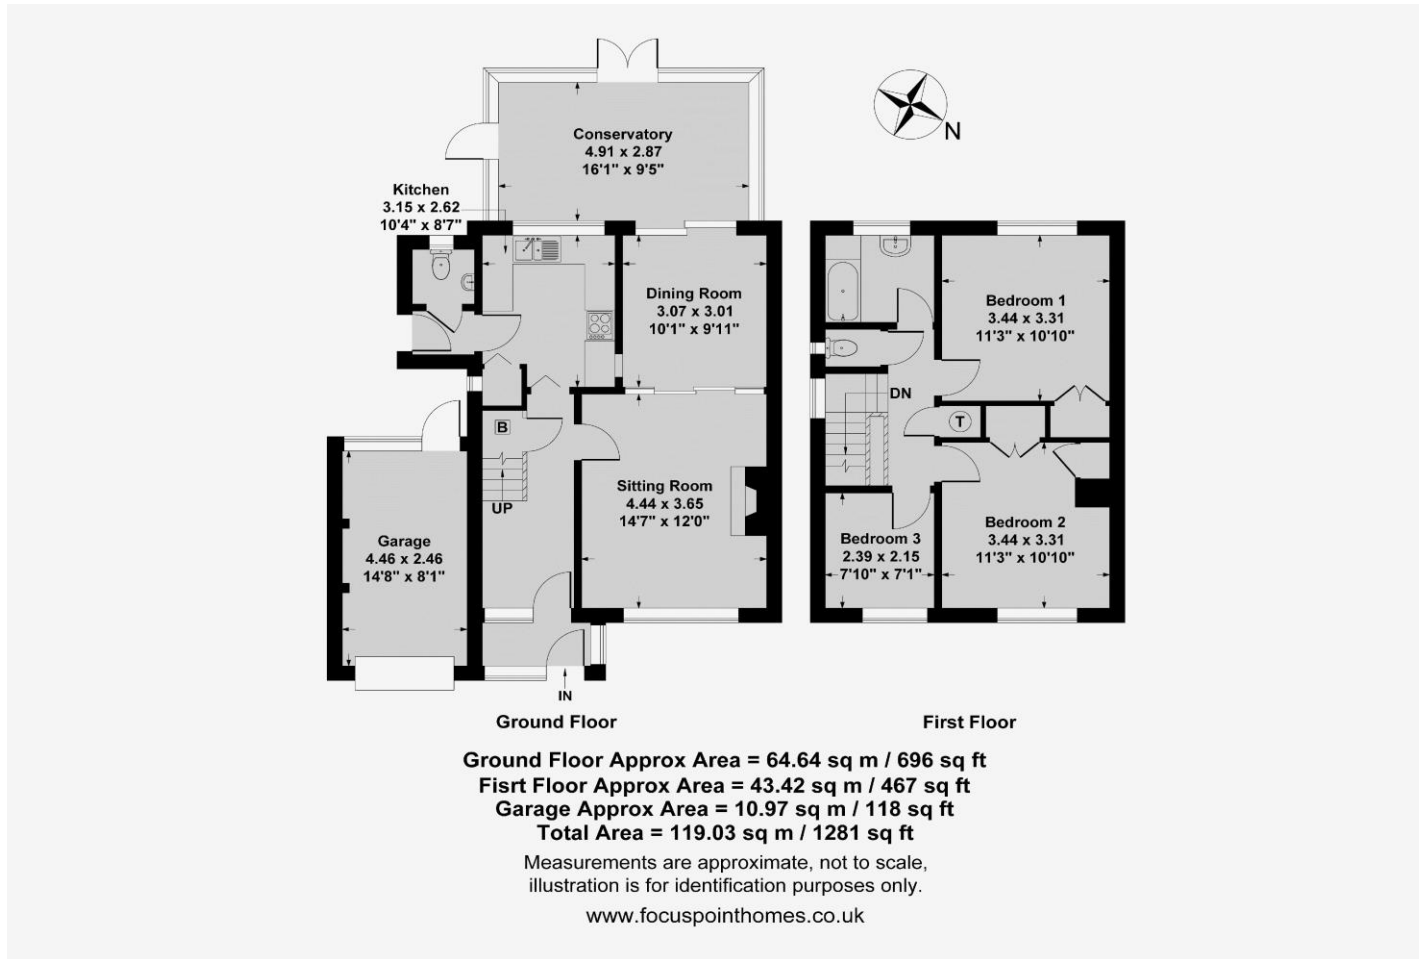 Conservatory
4.91 x 2.87
16'1" x 9'5"
N
Kitchen
3.15 x 2.62
10'4" x 8'7"
Dining Room
3.07 x 3.01
10'1" x 9'11"
Bedroom 1
3.44 x 3.31
11'3" x 10'10"
DN
T
B
UP
Sitting Room
4.44 x 3.65
14'7" x 12'0"
Garage
4.46 x 2.46
14'8" x 8'1"
Bedroom 3
2.39 x 2.15
7'10" x 7'1"
Bedroom 2
3.44 x 3.31
11'3" x 10'10"
IN
Ground Floor
First Floor
Ground Floor Approx Area = 64.64 sq m / 696 sq ft
Fisrt Floor Approx Area = 43.42 sq m / 467 sq ft
Garage Approx Area = 10.97 sq m / 118 sq ft
Total Area = 119.03 sq m / 1281 sq ft
Measurements are approximate, not to scale,
illustration is for identification purposes only.
www.focuspointhomes.co.uk